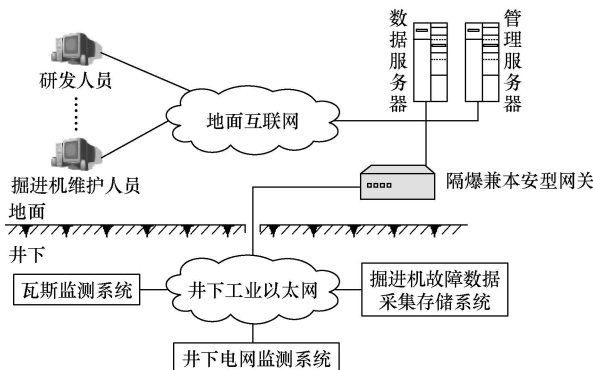 数据服务器
管理服务器
研发人员
地面互联网
掘进机维护人员
隔爆兼本安型网关
地面
井下
瓦斯监测系统
井下工业以太网
掘进机故障数据
采集存储系统
井下电网监测系统